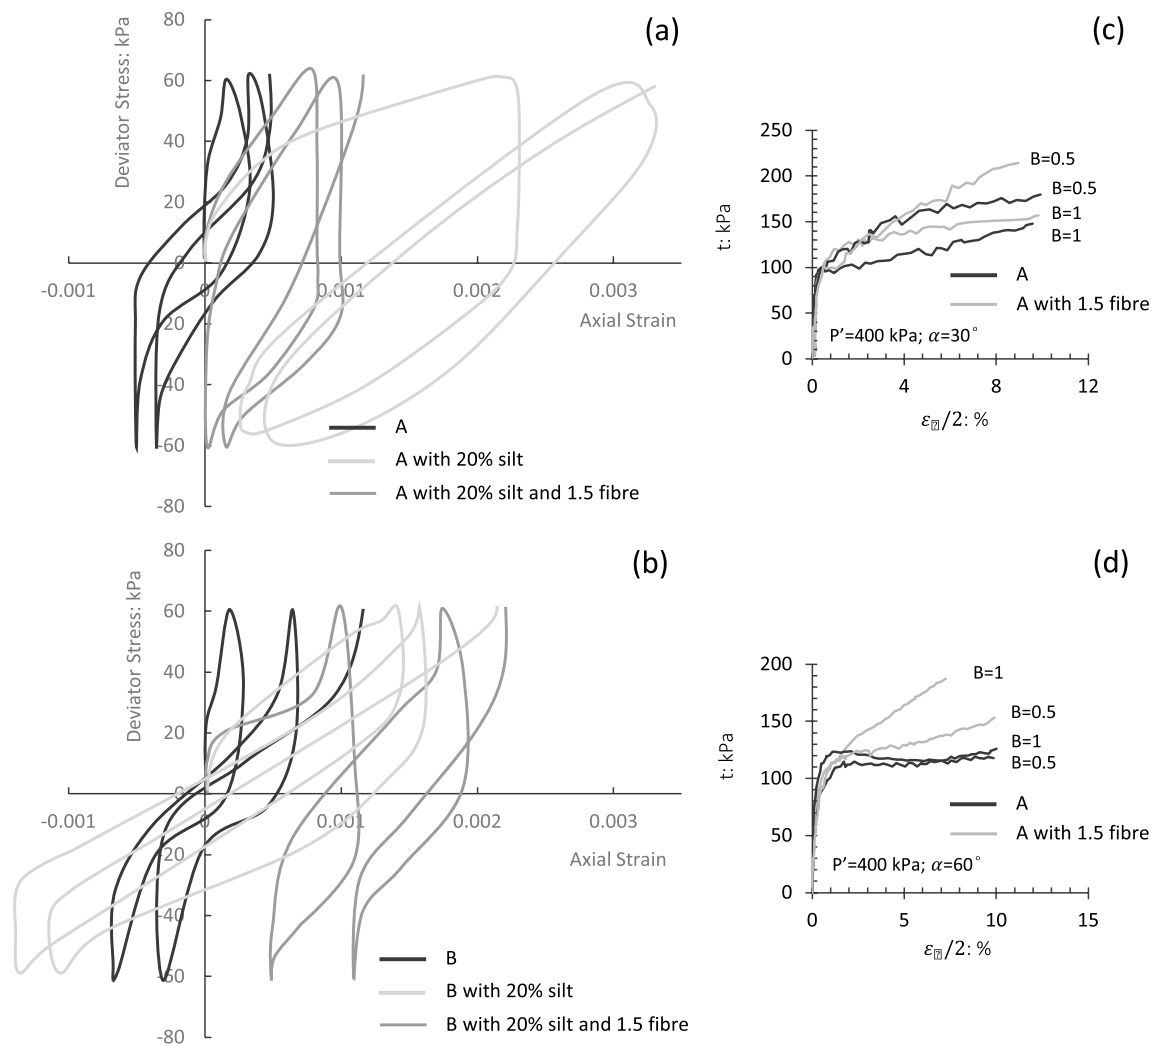 (a)
Deviator Stress: kPa
80
60
40
20
0
-20
-40
-60
-80
-0.001
0
0.001
0.002
0.003
Axial Strain
A
A with 20% silt
A with 20% silt and 1.5 fibre
(c)
t: kPa
250
200
150
100
50
0
B=0.5
B=0.5
B=1
B=1
A
A with 1.5 fibre
P’=400 kPa; α=30°
0
4
8
12
ε/2: %
(b)
Deviator Stress: kPa
80
60
40
20
0
-20
-40
-60
-80
-0.001
0
0.001
0.002
0.003
Axial Strain
B
B with 20% silt
B with 20% silt and 1.5 fibre
(d)
t: kPa
200
150
100
50
0
B=1
B=0.5
B=1
B=0.5
A
A with 1.5 fibre
P’=400 kPa; α=60°
0
5
10
15
ε/2: %